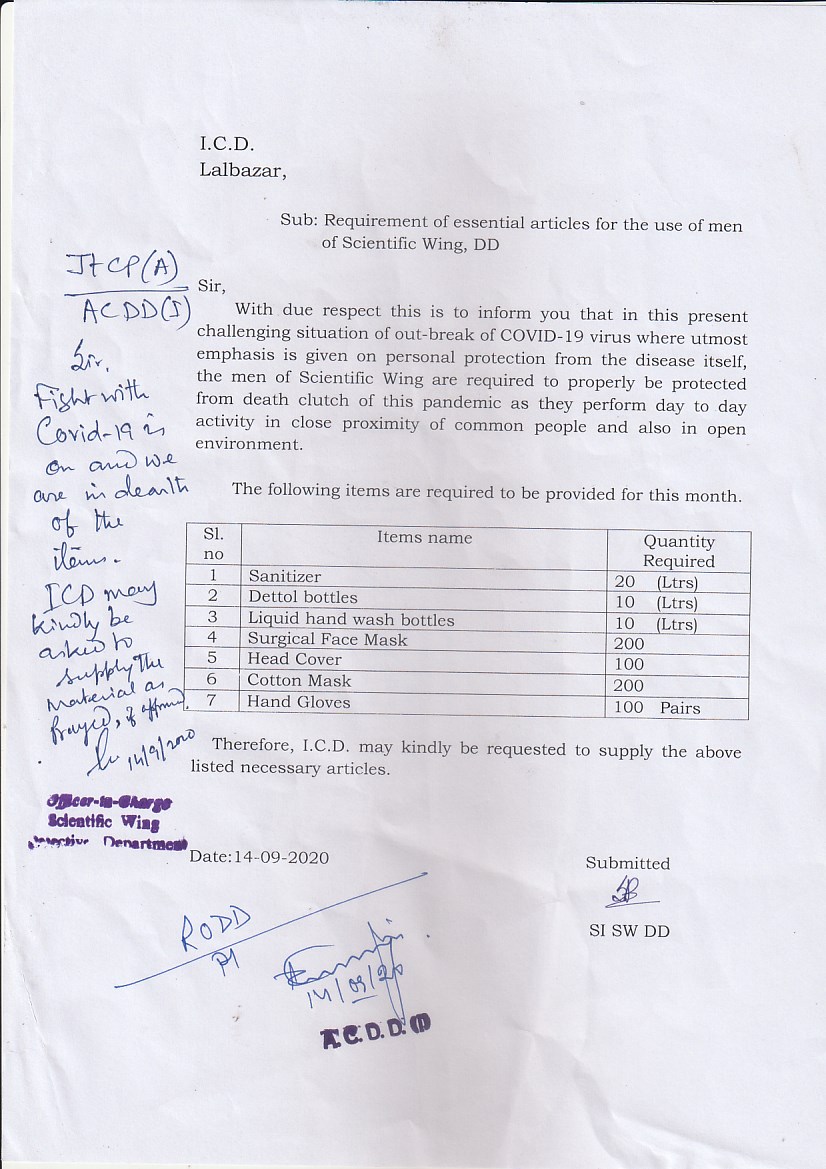 I.C.D.
Lalbazar,
Sub: Requirement of essential articles for the use of men
of Scientific Wing, DD
Sir,
With due respect this is to inform you that in this present
challenging situation of out-break of COVID-19 virus where utmost
emphasis is given on personal protection from the disease itself,
the men of Scientific Wing are required to properly be protected
from death clutch of this pandemic as they perform day to day
activity in close proximity of common people and also in open
environment.
The following items are required to be provided for this month.
Sl. no Items name Quantity Required
1 Sanitizer 20 (Ltrs)
2 Dettol bottles 10 (Ltrs)
3 Liquid hand wash bottles 10 (Ltrs)
4 Surgical Face Mask 200
5 Head Cover 100
6 Cotton Mask 200
7 Hand Gloves 100 Pairs
Therefore, I.C.D. may kindly be requested to supply the above
listed necessary articles.
Date:14-09-2020
Submitted
SB
SI SW DD
Jt CP(A)
ACDD(I)
Sir,
Fight with
Covid-19 is
on and we
are in dearth
of the
items.
ICD may
kindly be
asked to
supply the
material as
prayed, if
14/9/2020
Officer-in-Charge
Scientific Wing
Detective Department
RODD
14/09/20
A.C.D.D.(I)